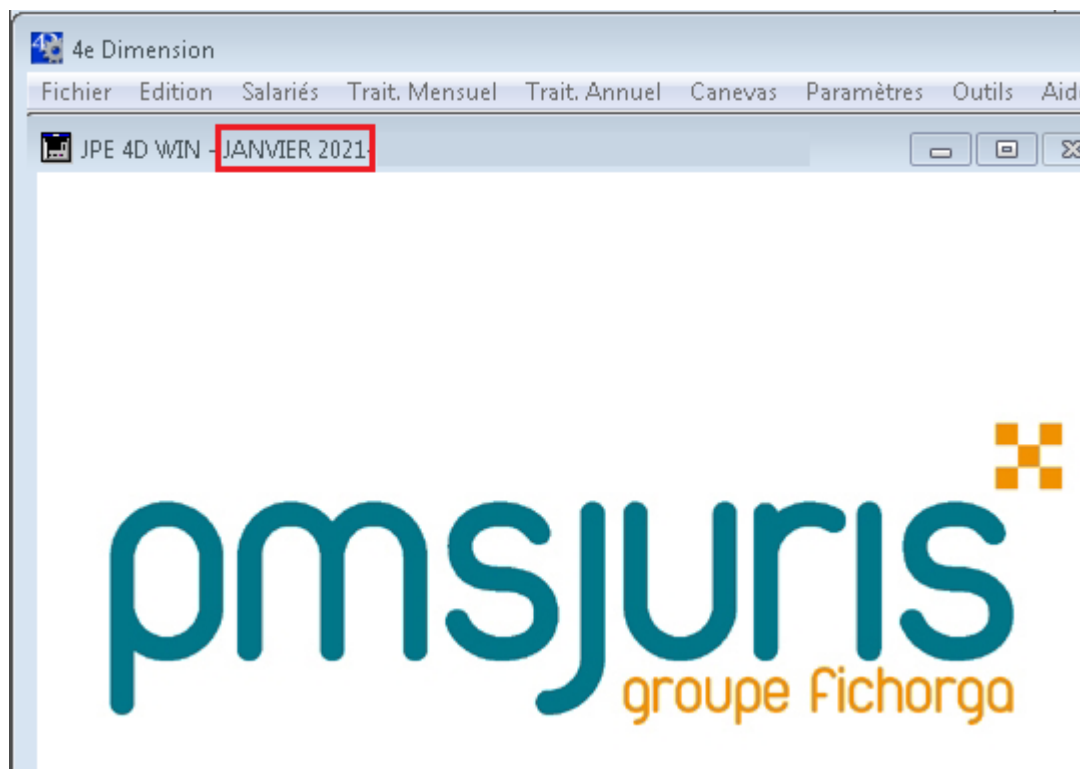 4e Dimension
Fichier Edition Salariés Trait. Mensuel Trait. Annuel Canevas Paramètres Outils
JPE 4D WIN - JANVIER 2021-
pmsjuris
groupe fichorga